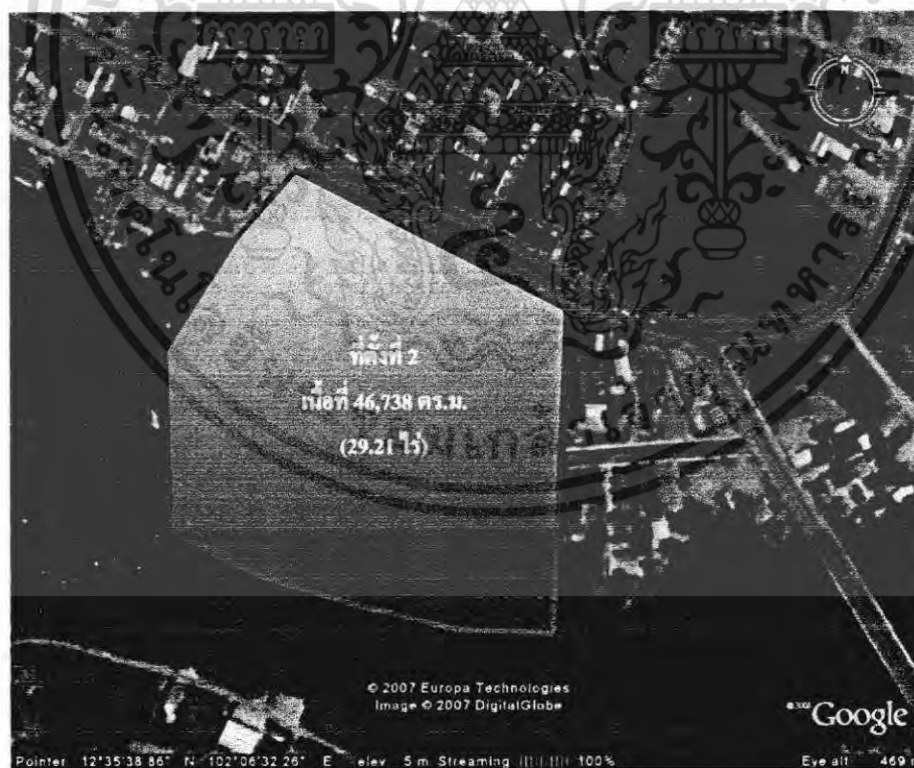 N
ที่ตั้งที่ 2
เนื้อที่ 46,738 ตร.ม.
(29.21 ไร่)
© 2007 Europa Technologies
Image © 2007 DigitalGlobe
Google
Pointer 12°35'38.86" N 102°06'32.26" E elev 5 m Streaming |||||||||| 100% Eye alt 469